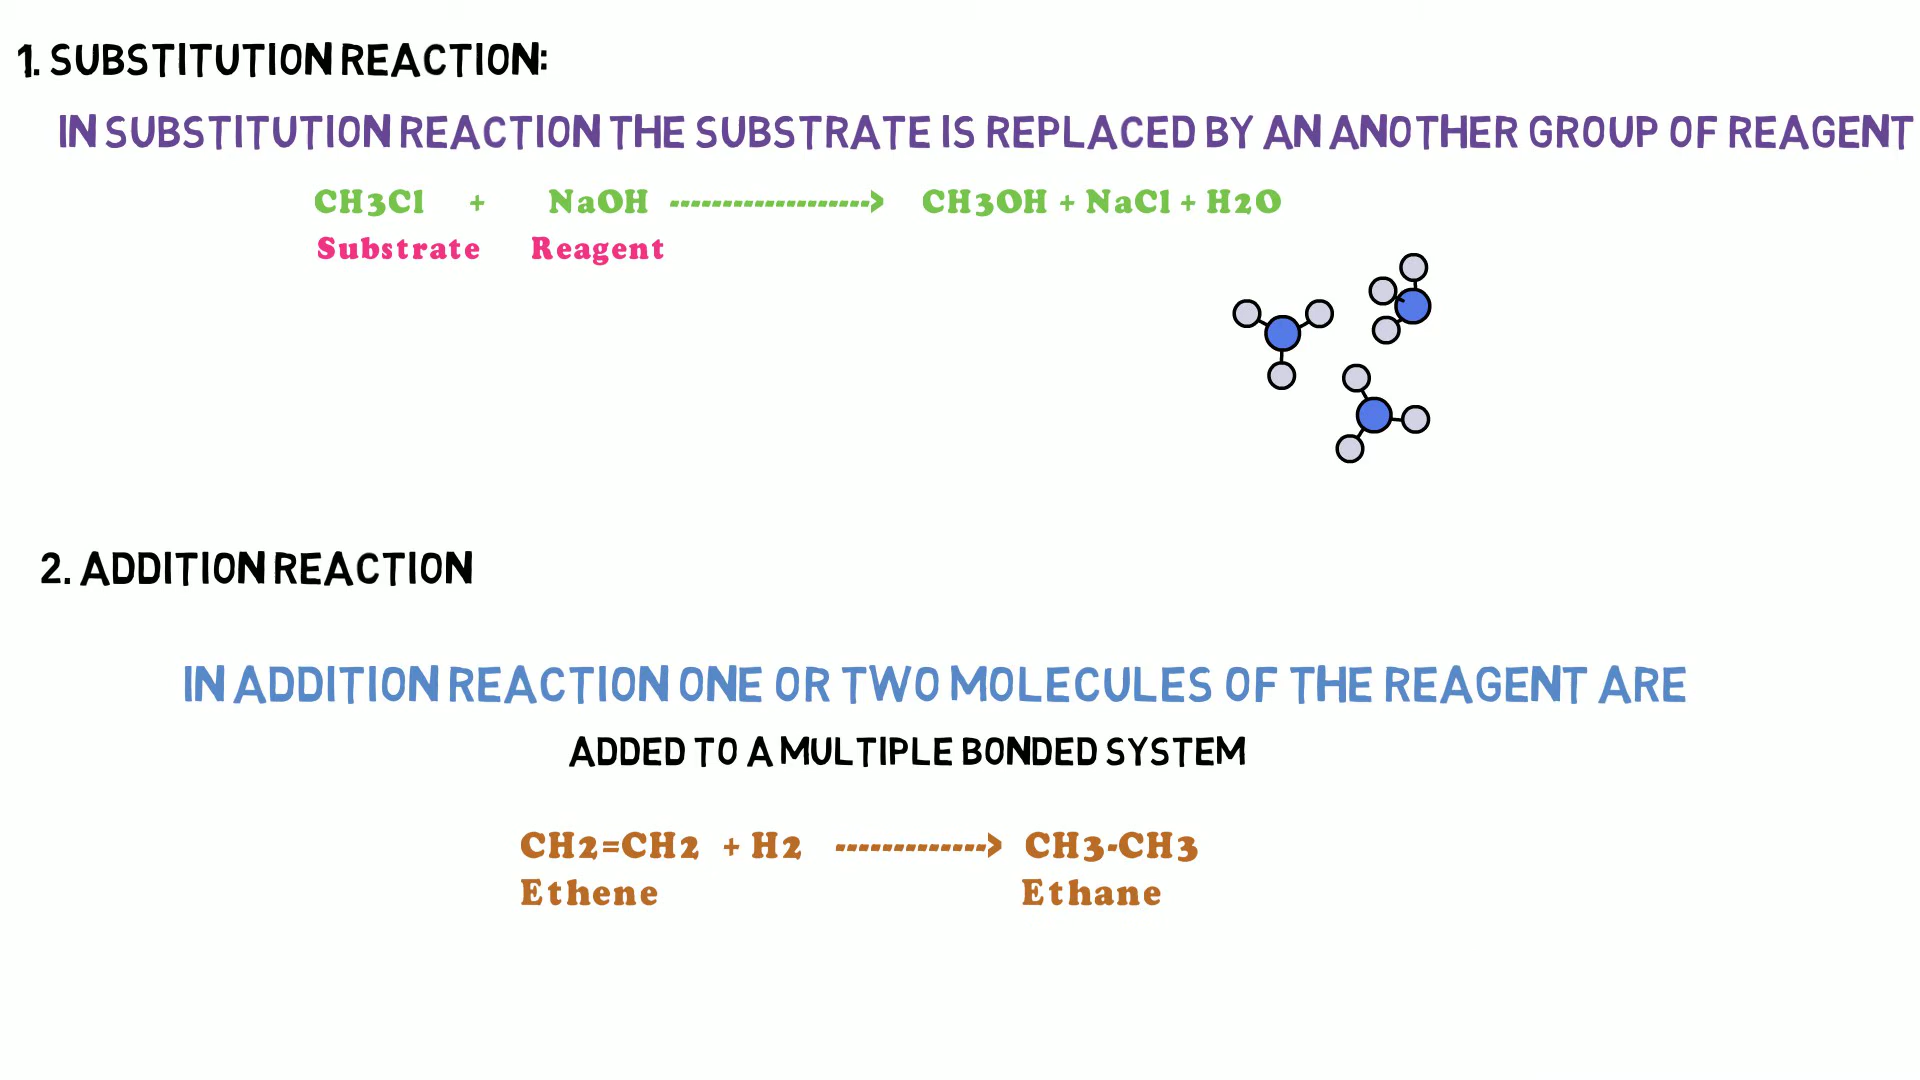 1. SUBSTITUTION REACTION:
IN SUBSTITUTION REACTION THE SUBSTRATE IS REPLACED BY AN ANOTHER GROUP OF REAGENT
CH3Cl + NaOH -------------------> CH3OH + NaCl + H2O
Substrate Reagent
2. ADDITION REACTION
IN ADDITION REACTION ONE OR TWO MOLECULES OF THE REAGENT ARE
ADDED TO A MULTIPLE BONDED SYSTEM
CH2=CH2 + H2 -------------> CH3-CH3
Ethene Ethane